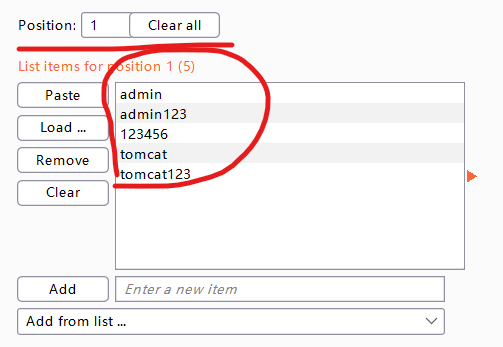 Position: 1 Clear all
List items for position 1 (5)
Paste
Load ...
Remove
Clear
admin
admin123
123456
tomcat
tomcat123
Add Enter a new item
Add from list ...